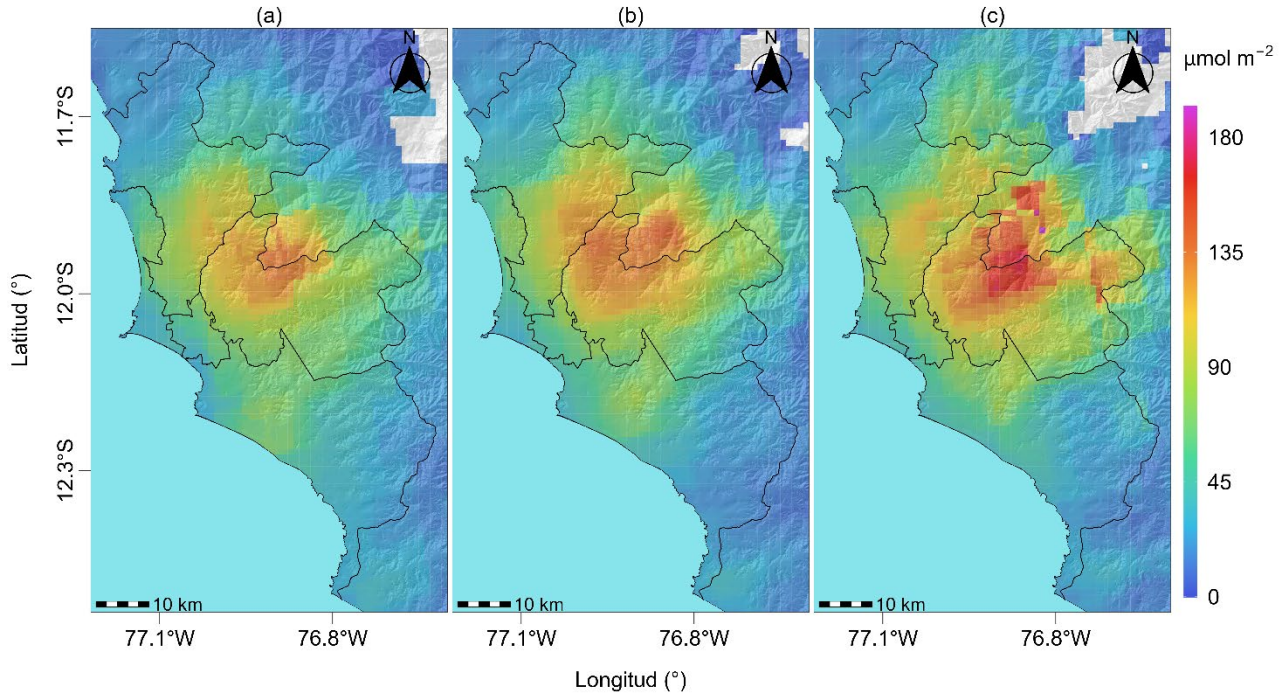 (a) (b) (c)
N N N
μmol m⁻²
11.7°S
12.0°S
12.3°S
Latitud (°)
180
135
90
45
0
10 km 10 km 10 km
77.1°W 76.8°W 77.1°W 76.8°W 77.1°W 76.8°W
Longitud (°)